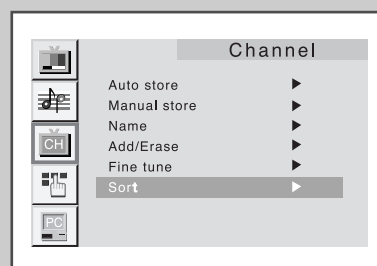 Channel
Auto store ▶
Manual store ▶
Name ▶
Add/Erase ▶
CH
Fine tune ▶
Sort ▶
PC